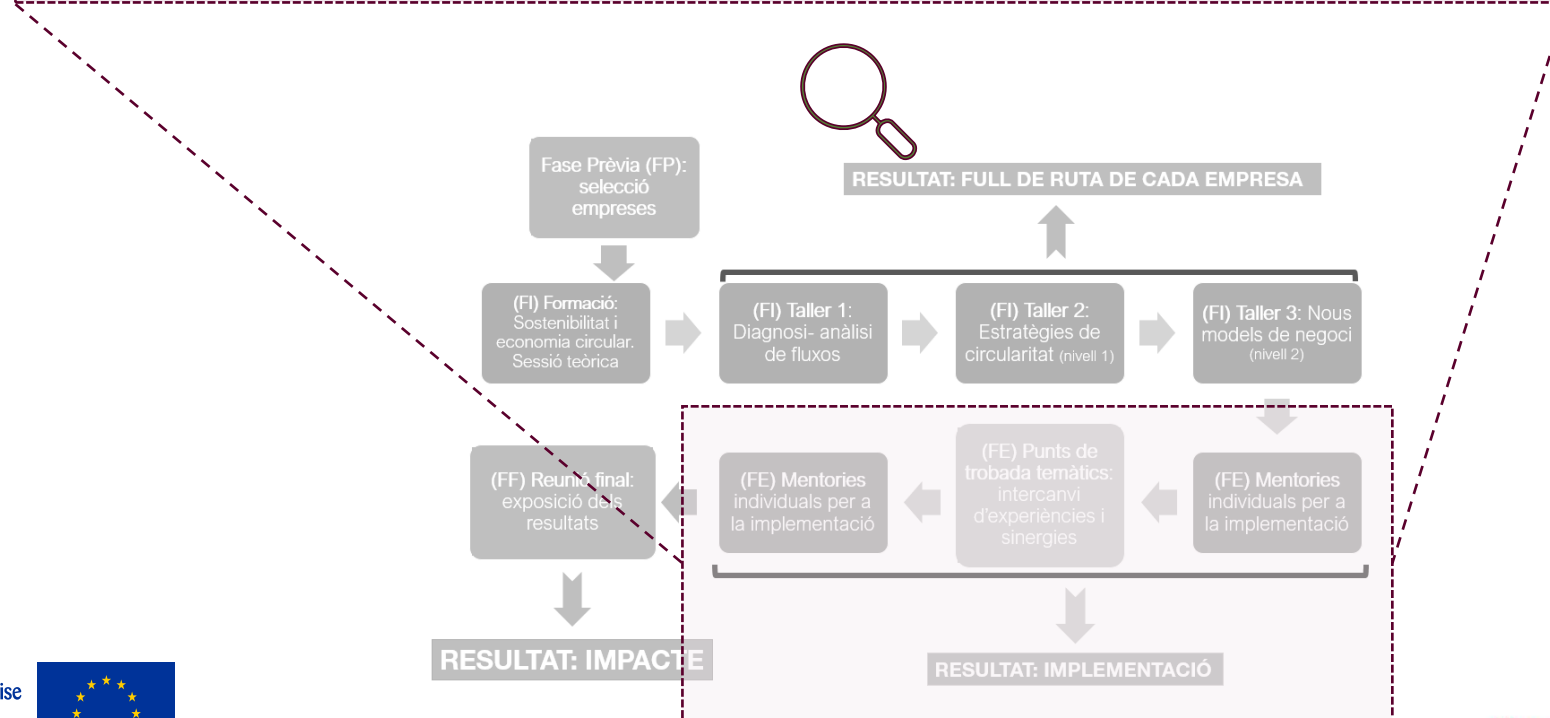 Fase Prèvia (FP):
selecció
empreses
RESULTAT: FULL DE RUTA DE CADA EMPRESA
(FI) Formació:
Sostenibilitat i
economia circular.
Sessió teòrica
(FI) Taller 1:
Diagnosi- anàlisi
de fluxos
(FI) Taller 2:
Estratègies de
circularitat (nivell 1)
(FI) Taller 3: Nous
models de negoci
(nivell 2)
(FF) Reunió final:
exposició dels
resultats
(FE) Mentories
individuals per a
la implementació
(FE) Punts de
trobada temàtics:
intercanvi
d'experiències i
sinergies
(FE) Mentories
individuals per a
la implementació
RESULTAT: IMPACTE
RESULTAT: IMPLEMENTACIÓ
ise